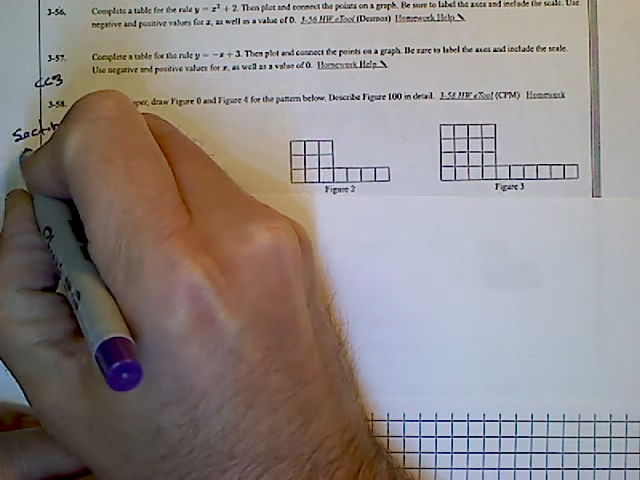 3-56. Complete a table for the rule y = x² + 2. Then plot and connect the points on a graph. Be sure to label the axes and include the scale. Use
negative and positive values for x, as well as a value of 0. 3-56 HW eTool (Desmos) Homework Help ✎
3-57. Complete a table for the rule y = −x + 3. Then plot and connect the points on a graph. Be sure to label the axes and include the scale.
Use negative and positive values for x, as well as a value of 0. Homework Help ✎
CC3
3-58. paper, draw Figure 0 and Figure 4 for the pattern below. Describe Figure 100 in detail. 3-58 HW eTool (CPM) Homework
Figure 2
Figure 3